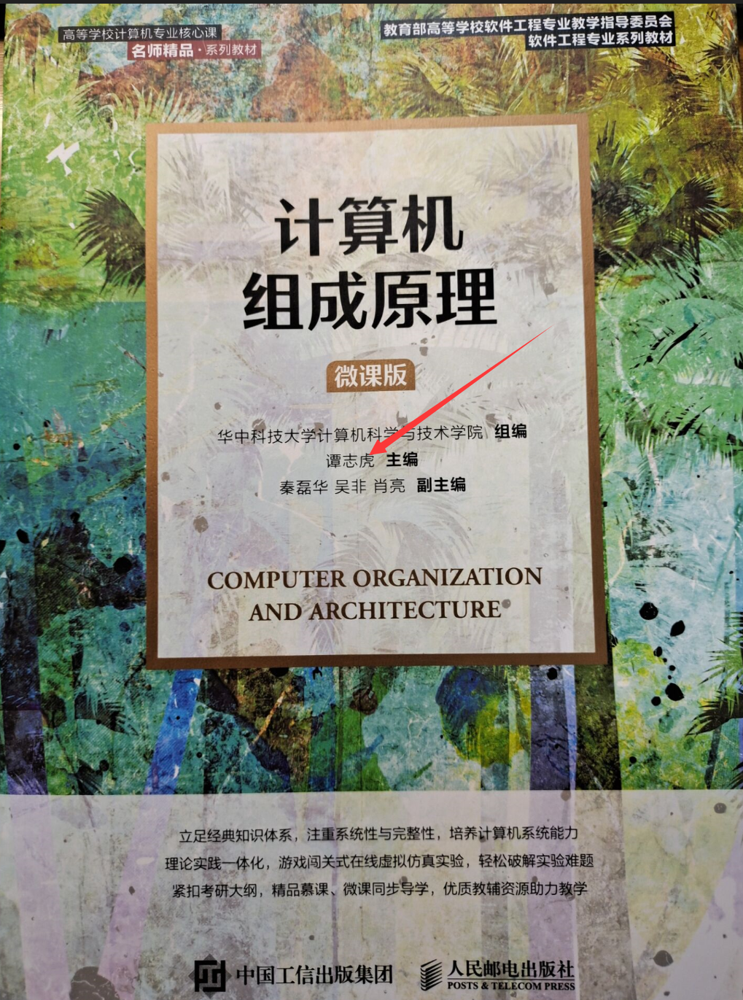 高等学校计算机专业核心课
名师精品·系列教材
教育部高等学校软件工程专业教学指导委员会
软件工程专业系列教材
计算机
组成原理
微课版
华中科技大学计算机科学与技术学院 组编
谭志虎 主编
秦磊华 吴非 肖亮 副主编
COMPUTER ORGANIZATION
AND ARCHITECTURE
立足经典知识体系，注重系统性与完整性，培养计算机系统能力
理论实践一体化，游戏闯关式在线虚拟仿真实验，轻松破解实验难题
紧扣考研大纲，精品慕课、微课同步导学，优质教辅资源助力教学
中国工信出版集团
人民邮电出版社
POSTS & TELECOM PRESS